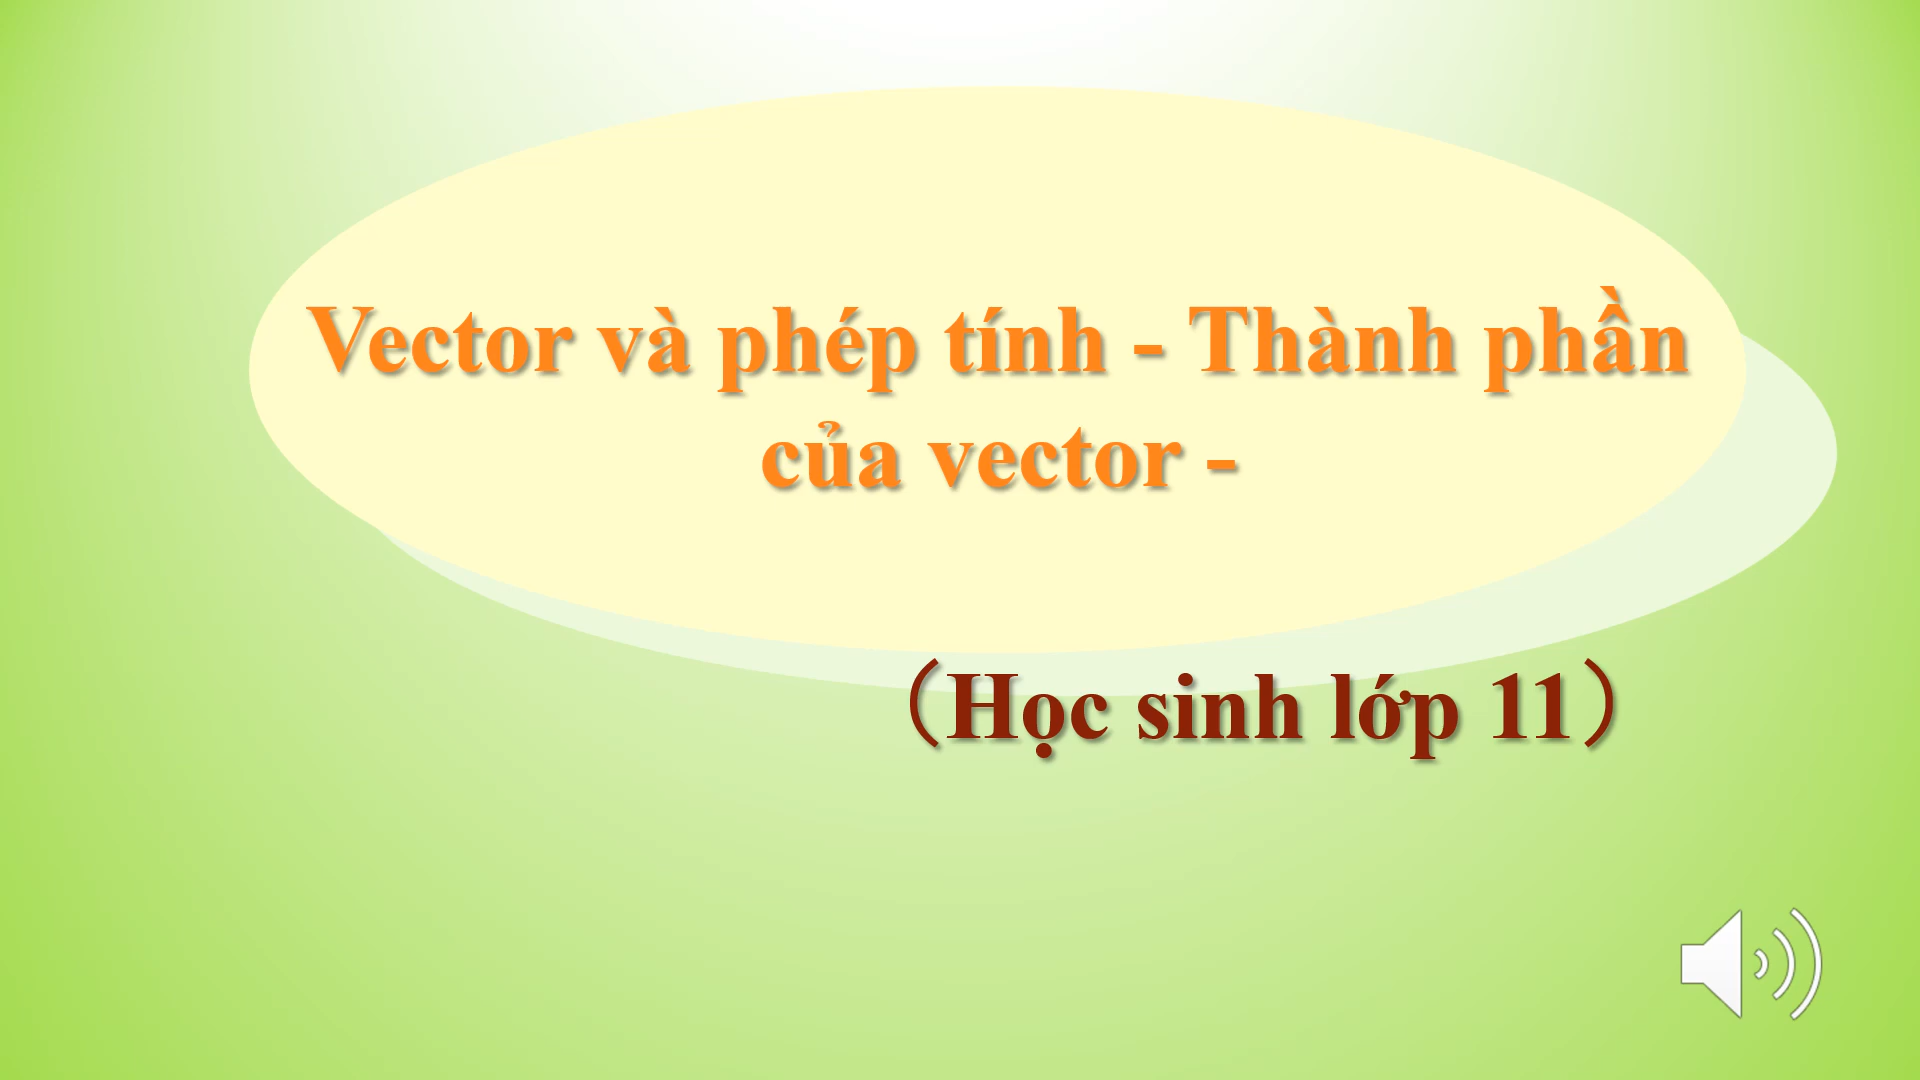 Vector và phép tính - Thành phần
của vector -
（Học sinh lớp 11）